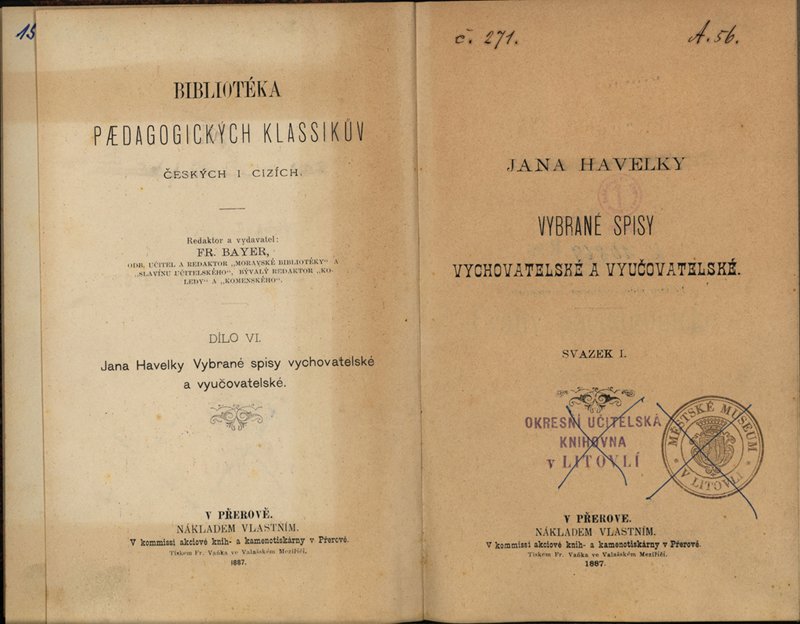 15
BIBLIOTÉKA
PÆDAGOGICKÝCH KLASSIKŮV
ČESKÝCH I CIZÍCH.
Redaktor a vydavatel:
FR. BAYER,
ODB. UČITEL A REDAKTOR „MORAVSKÉ BIBLIOTÉKY“ A
„SLAVÍNU UČITELSKÉHO“, BÝVALÝ REDAKTOR „KO-
LEDY“ A „KOMENSKÉHO“.
DÍLO VI.
Jana Havelky Vybrané spisy vychovatelské
a vyučovatelské.
V PŘEROVĚ.
NÁKLADEM VLASTNÍM.
V kommissi akciové knih- a kamenotiskárny v Přerově.
Tiskem Fr. Vaňka ve Valašském Meziříčí.
1887.
č. 271.
A. 56.
JANA HAVELKY
VYBRANÉ SPISY
VYCHOVATELSKÉ A VYUČOVATELSKÉ.
SVAZEK I.
OKRESNÍ UČITELSKÁ
KNIHOVNA
v LITOVLI
MĚSTSKÉ MUSEUM
V LITOVLI
V PŘEROVE.
NÁKLADEM VLASTNÍM.
V kommissi akciové knih- a kamenotiskárny v Přerově.
Tiskem Fr. Vaňka ve Valašském Meziříčí.
1887.